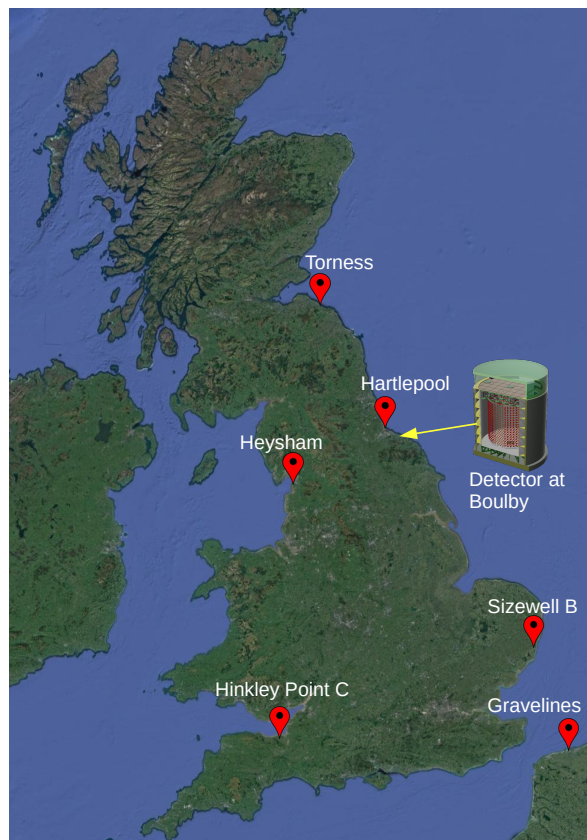 Torness
Hartlepool
Heysham
Detector at
Boulby
Sizewell B
Hinkley Point C
Gravelines